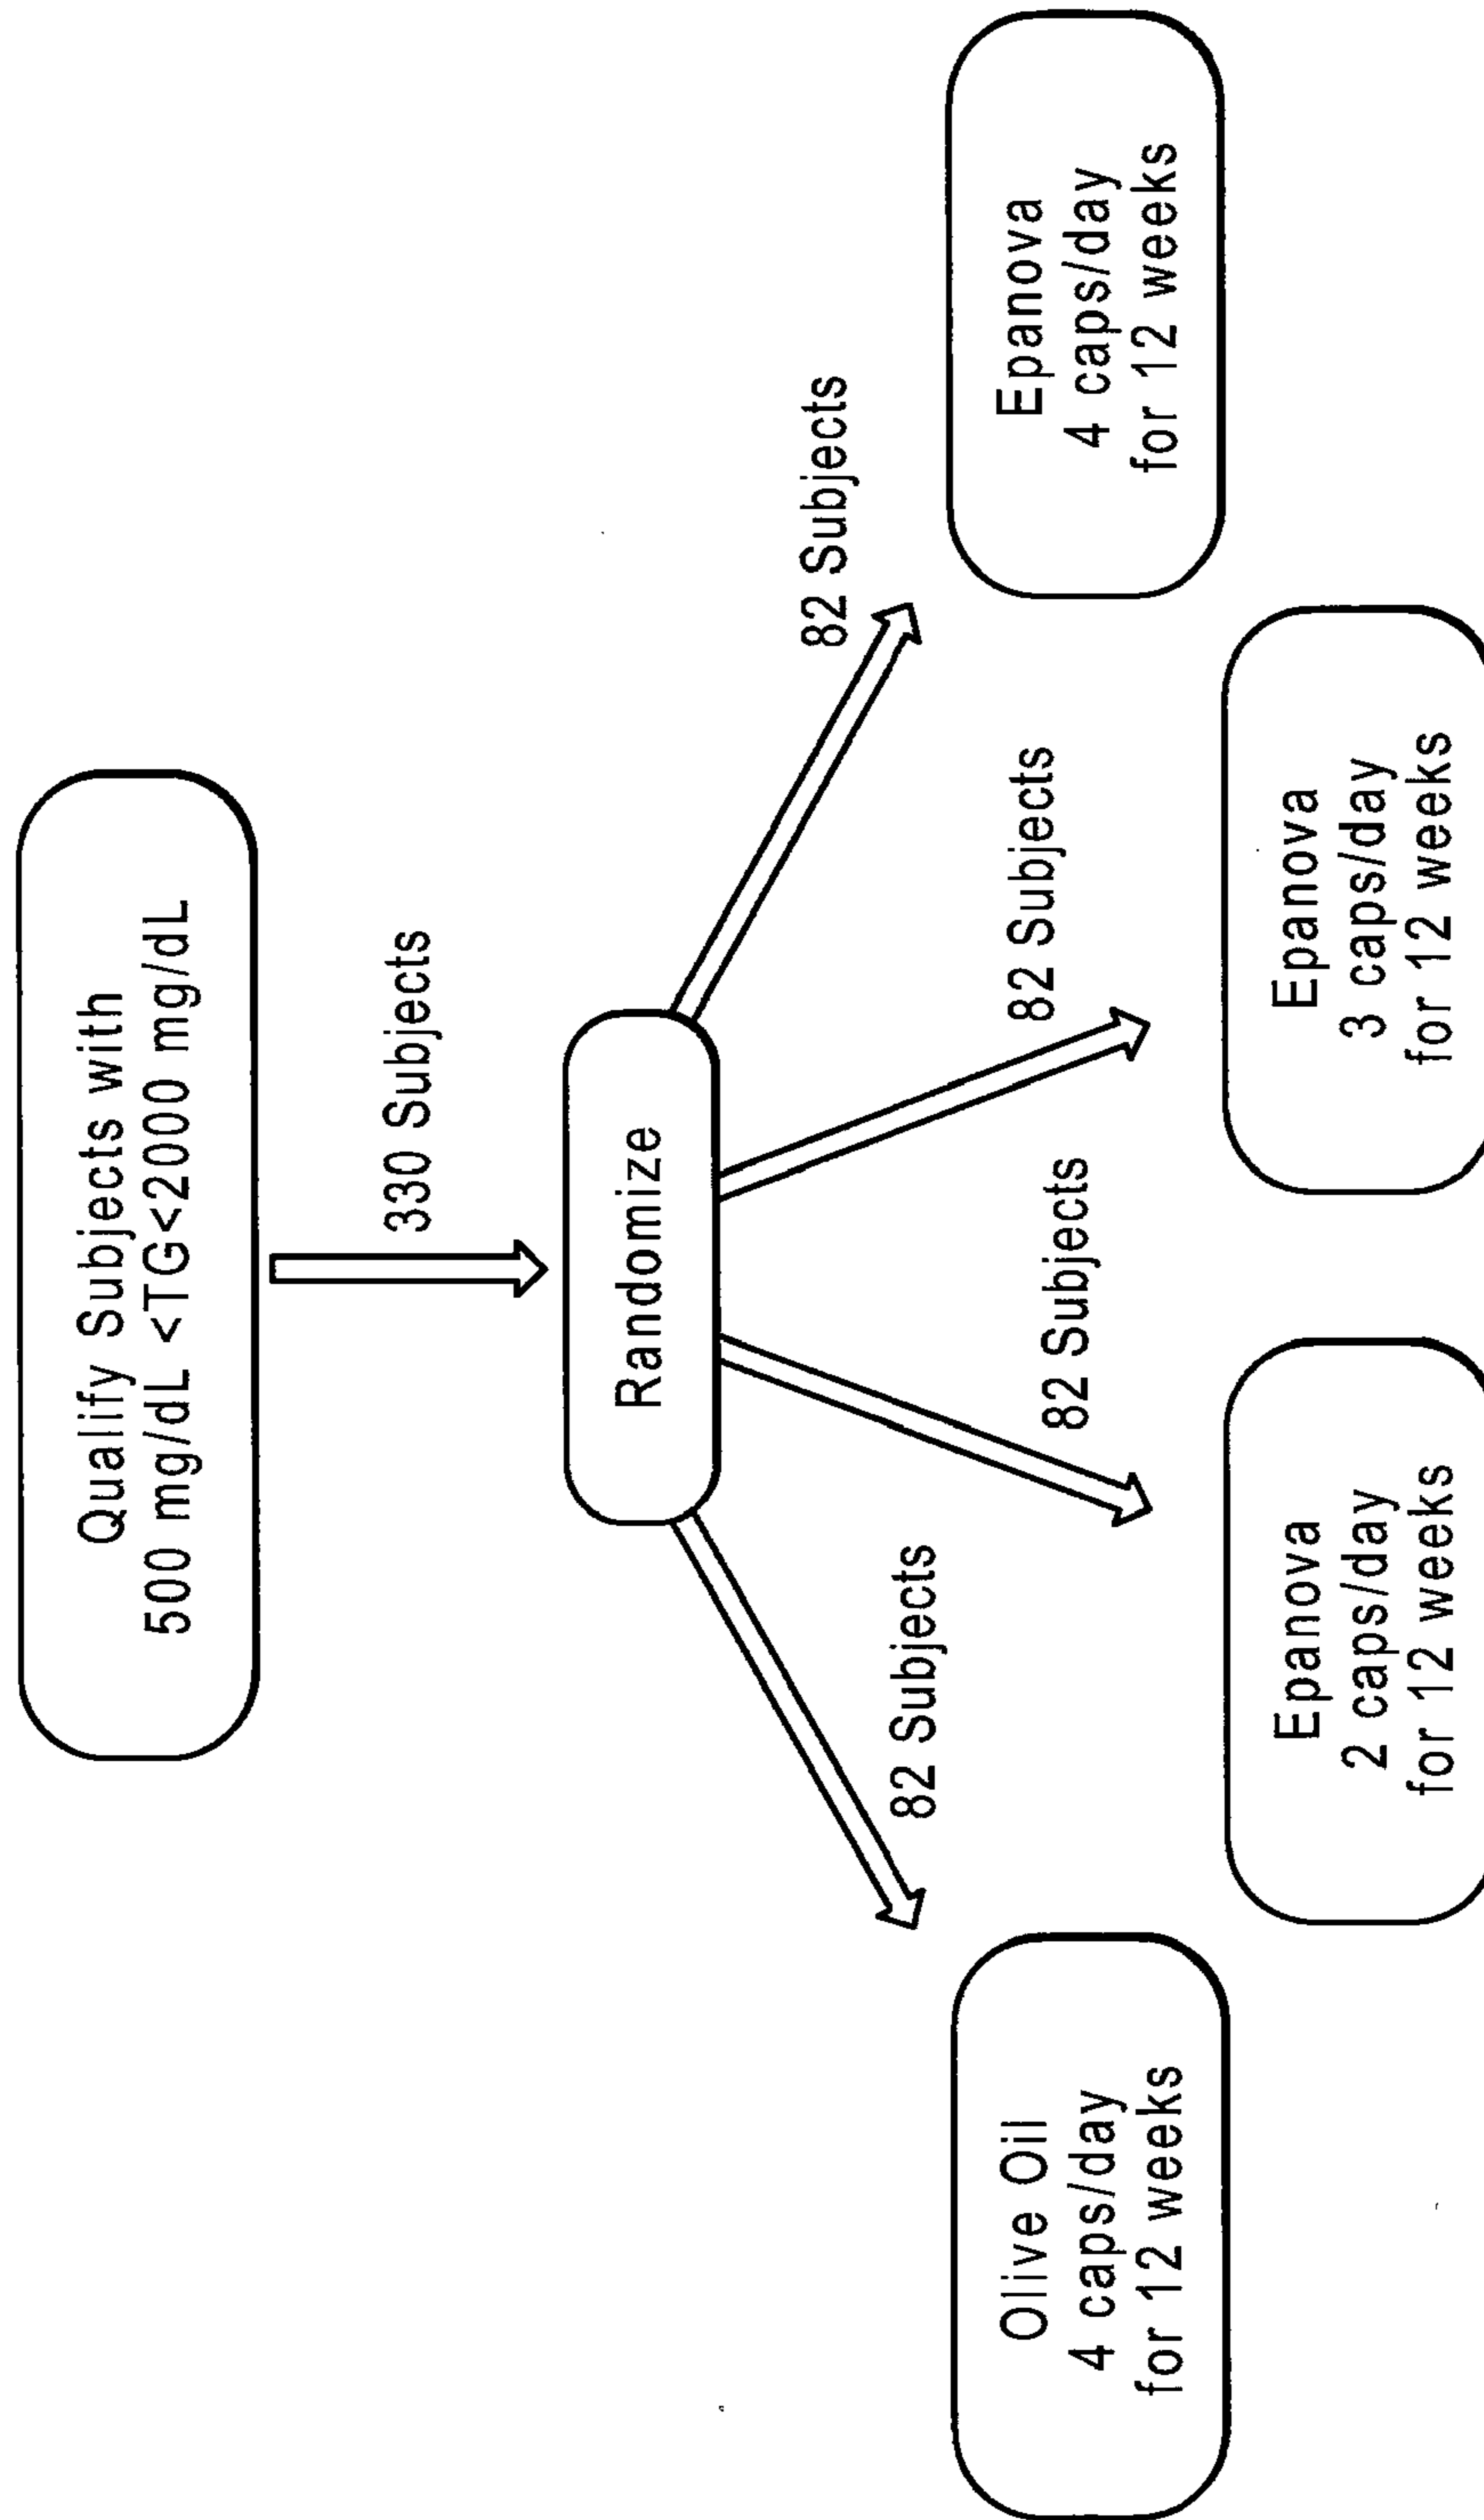 Qualify Subjects with
500 mg/dL <TG<2000 mg/dL
330 Subjects
Randomize
82 Subjects
82 Subjects
82 Subjects
82 Subjects
Olive Oil
4 caps/day
for 12 weeks
Epanova
2 caps/day
for 12 weeks
Epanova
3 caps/day
for 12 weeks
Epanova
4 caps/day
for 12 weeks